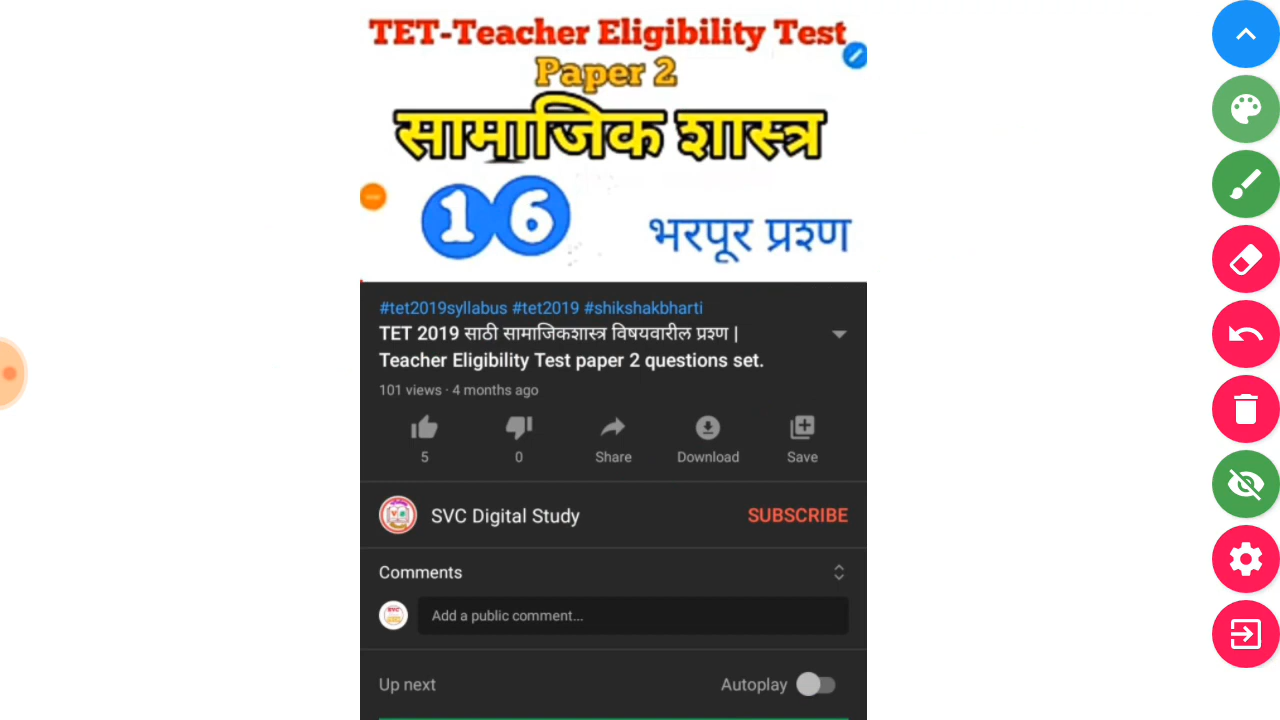 TET-Teacher Eligibility Test
Paper 2
सामाजिक शास्त्र
16
भरपूर प्रश्ण
#tet2019syllabus #tet2019 #shikshakbharti
TET 2019 साठी सामाजिकशास्त्र विषयवारील प्रश्ण |
Teacher Eligibility Test paper 2 questions set.
101 views · 4 months ago
5 0 Share Download Save
SVC Digital Study SUBSCRIBE
Comments
Add a public comment...
Up next Autoplay